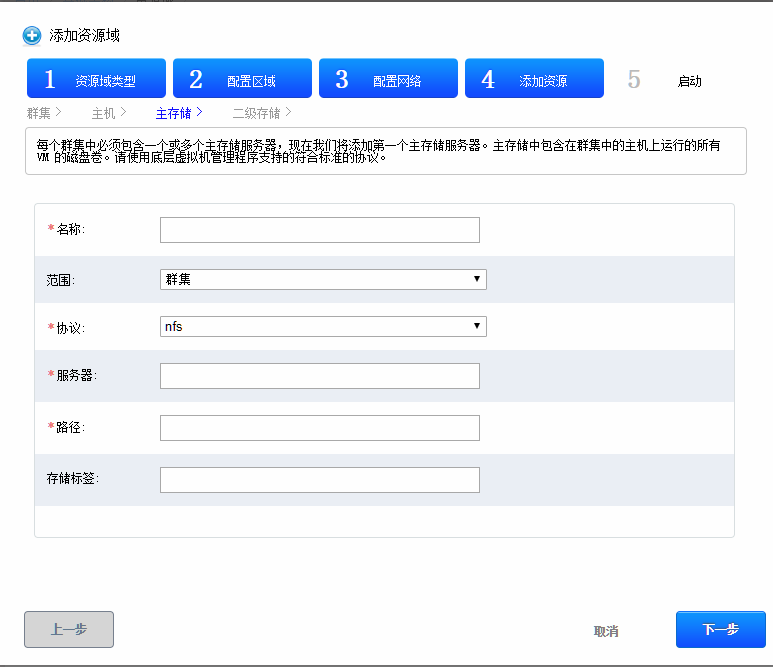 添加资源域
1 资源域类型 2 配置区域 3 配置网络 4 添加资源 5 启动
群集 > 主机 > 主存储 > 二级存储 >
每个群集中必须包含一个或多个主存储服务器，现在我们将添加第一个主存储服务器。主存储中包含在群集中的主机上运行的所有
VM 的磁盘卷。请使用底层虚拟机管理程序支持的符合标准的协议。
*名称:
范围: 群集
*协议: nfs
*服务器:
*路径:
存储标签:
上一步 取消 下一步